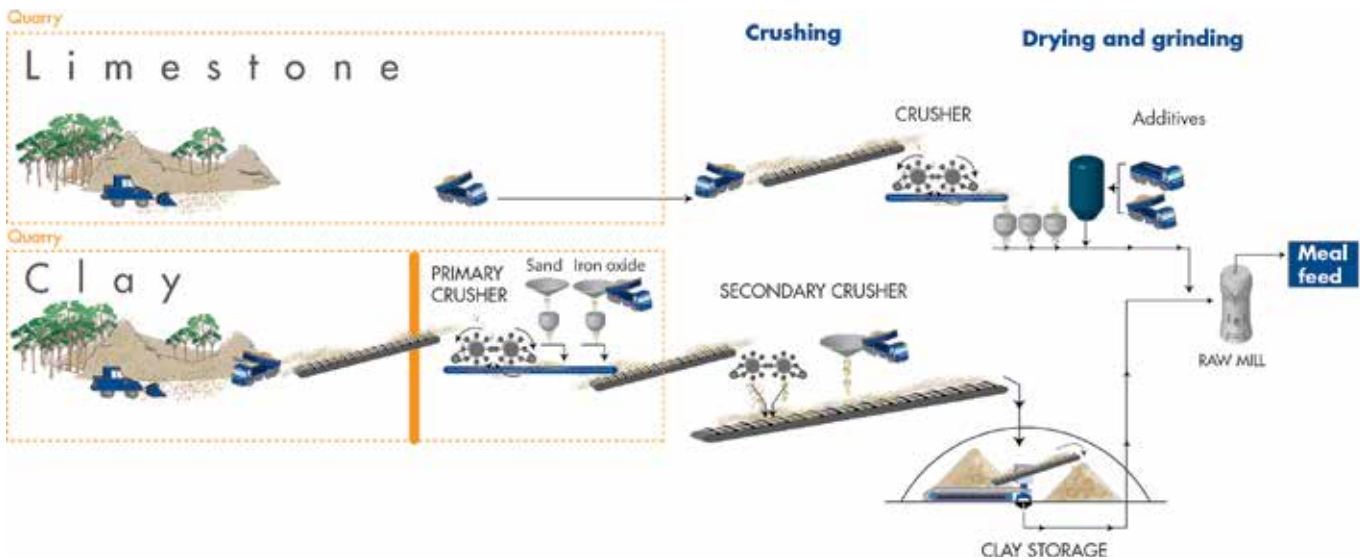 Quarry
Limestone
Crushing
Drying and grinding
CRUSHER
Additives
Quarry
Clay
PRIMARY
CRUSHER
Sand
Iron oxide
SECONDARY CRUSHER
Meal
feed
RAW MILL
CLAY STORAGE